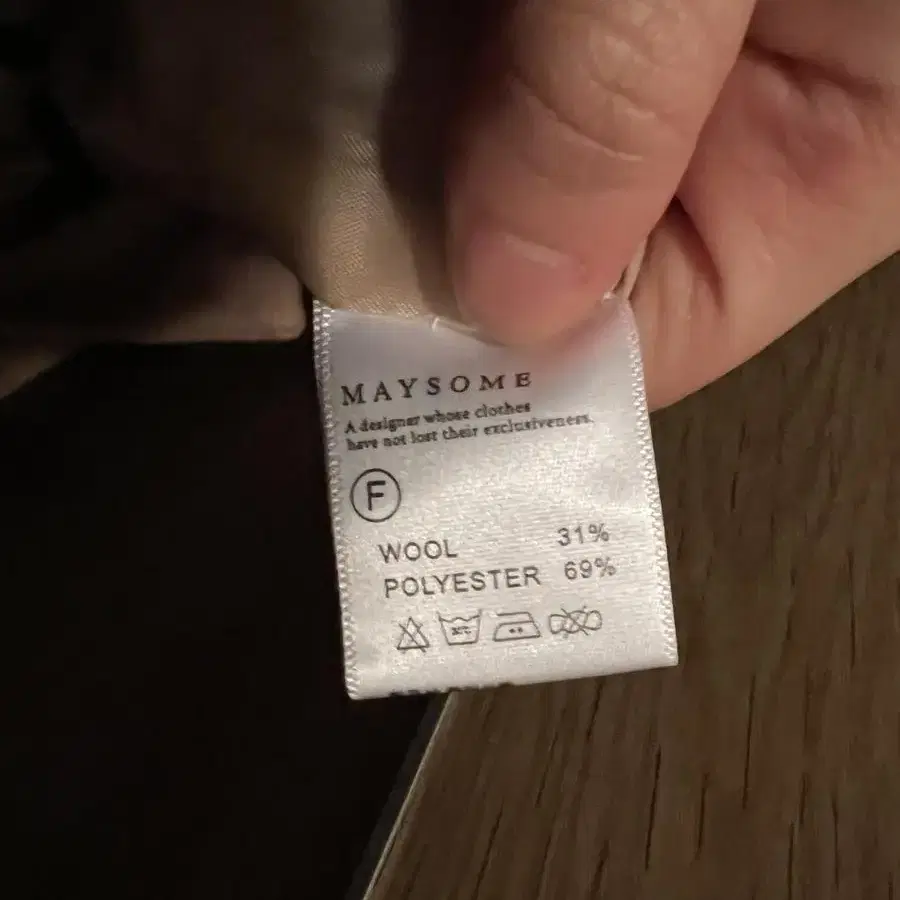 MAYSOME
A designer whose clothes
have not lost their exclusiveness.
F
WOOL 31%
POLYESTER 69%